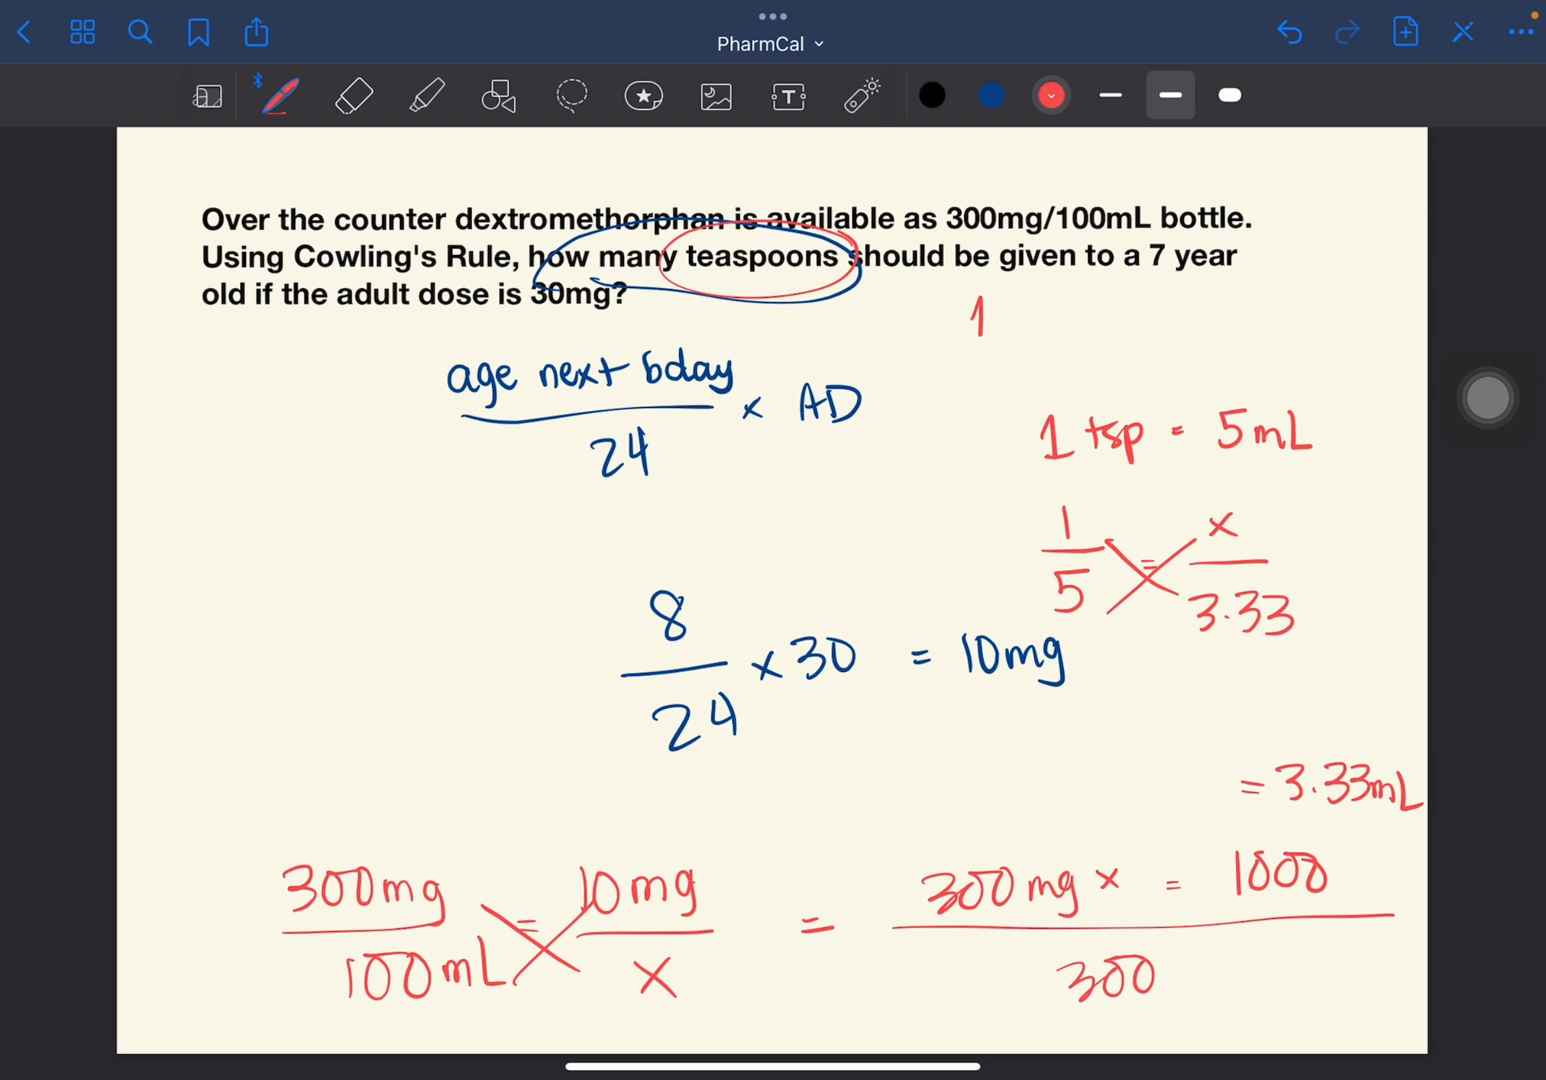 PharmCal
Over the counter dextromethorphan is available as 300mg/100mL bottle.
Using Cowling's Rule, how many teaspoons should be given to a 7 year
old if the adult dose is 30mg?
1
age next bday
24
× AD
1 tsp = 5mL
1
5
=
x
3.33
8
24
× 30 = 10mg
= 3.33mL
300mg
100mL
=
10mg
x
=
300mg x = 1000
300